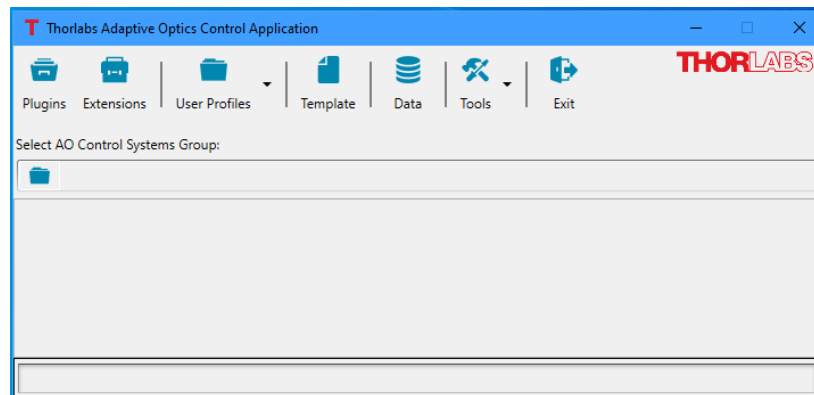 T Thorlabs Adaptive Optics Control Application
THORLABS
Plugins Extensions User Profiles Template Data Tools Exit
Select AO Control Systems Group: